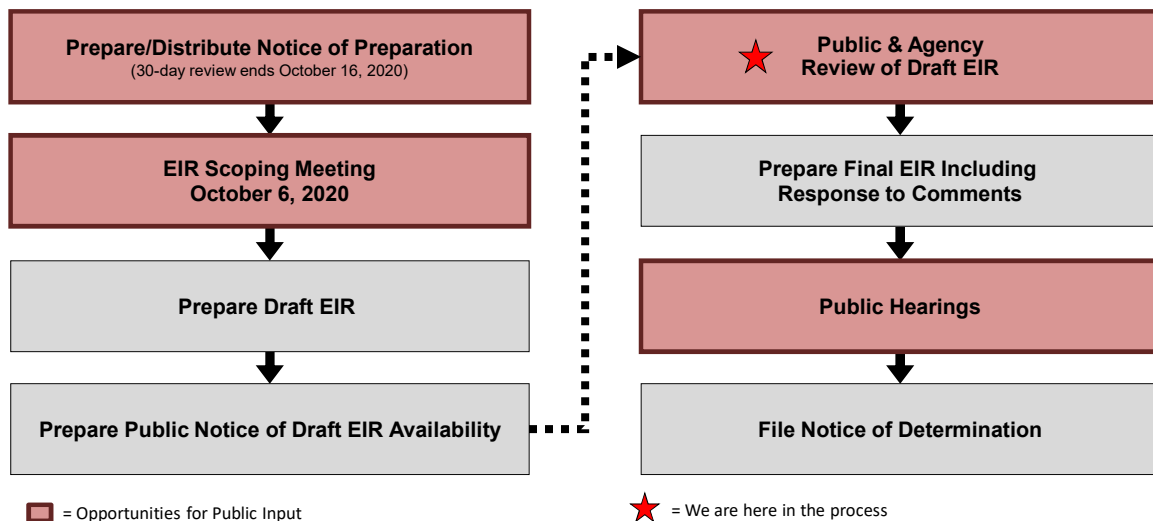 Prepare/Distribute Notice of Preparation
(30-day review ends October 16, 2020)
EIR Scoping Meeting
October 6, 2020
Prepare Draft EIR
Prepare Public Notice of Draft EIR Availability
Public & Agency
Review of Draft EIR
Prepare Final EIR Including
Response to Comments
Public Hearings
File Notice of Determination
= Opportunities for Public Input
= We are here in the process